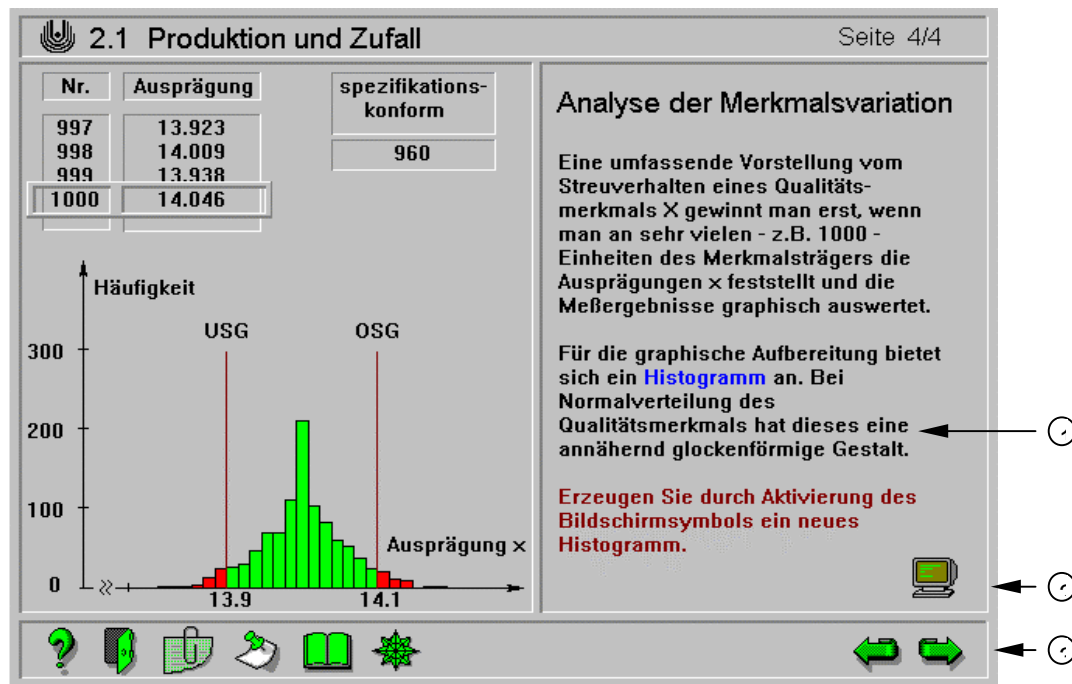 2.1 Produktion und Zufall
Seite 4/4
Nr.
Ausprägung
997 13.923
998 14.009
999 13.938
1000 14.046
spezifikations-
konform
960
Häufigkeit
USG
OSG
300
200
100
0
Ausprägung x
13.9
14.1
Analyse der Merkmalsvariation
Eine umfassende Vorstellung vom
Streuverhalten eines Qualitäts-
merkmals X gewinnt man erst, wenn
man an sehr vielen - z.B. 1000 -
Einheiten des Merkmalsträgers die
Ausprägungen x feststellt und die
Meßergebnisse graphisch auswertet.
Für die graphische Aufbereitung bietet
sich ein Histogramm an. Bei
Normalverteilung des
Qualitätsmerkmals hat dieses eine
annähernd glockenförmige Gestalt.
Erzeugen Sie durch Aktivierung des
Bildschirmsymbols ein neues
Histogramm.